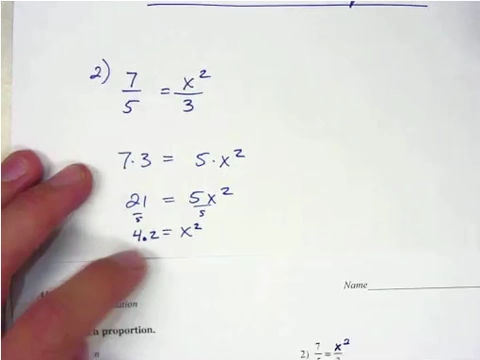 2) 7/5 = x²/3
7·3 = 5·x²
21/5 = 5x²/5
4.2 = x²
Name
proportion.
2) 7/5 = x²/3